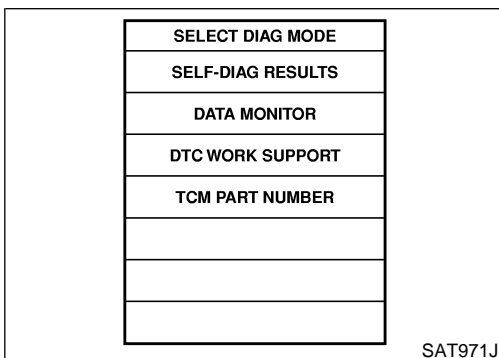 SELECT DIAG MODE
SELF-DIAG RESULTS
DATA MONITOR
DTC WORK SUPPORT
TCM PART NUMBER
SAT971J